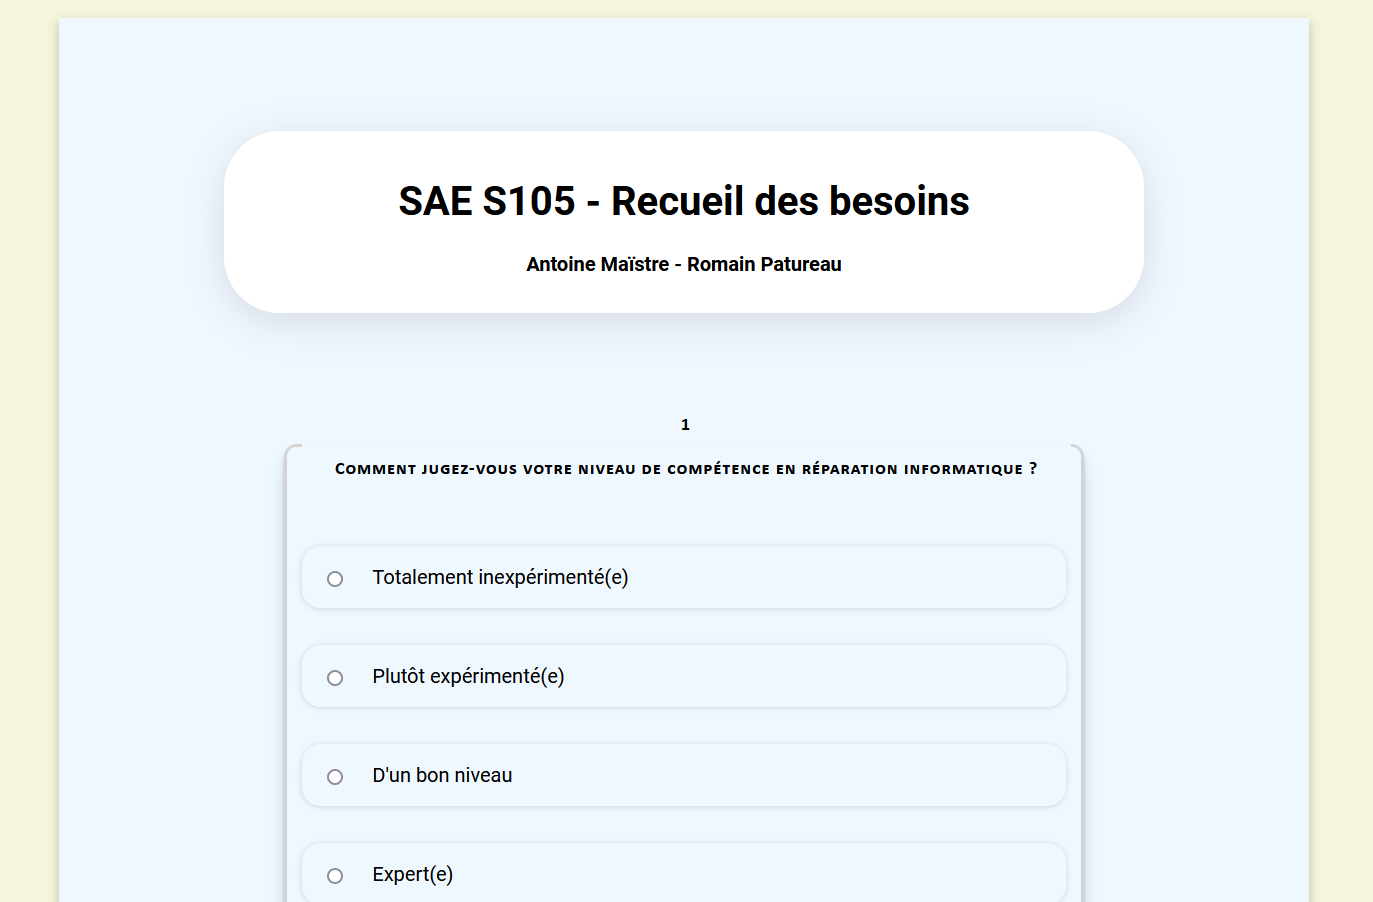 SAE S105 - Recueil des besoins
Antoine Maïstre - Romain Patureau
1
Comment jugez-vous votre niveau de compétence en réparation informatique ?
Totalement inexpérimenté(e)
Plutôt expérimenté(e)
D'un bon niveau
Expert(e)